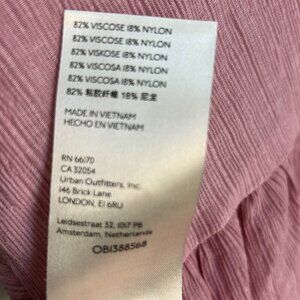 82% VISCOSE 18% NYLON
82% VISCOSE 18% NYLON
82% VISKOSE 18% NYLON
82% VISCOSA 18% NYLON
82% VISCOSA 18% NYLON
82% 粘胶纤维 18% 尼龙
MADE IN VIETNAM
HECHO EN VIETNAM
RN 66170
CA 32054
Urban Outfitters, Inc.
146 Brick Lane
LONDON, E1 6RU
Leidsestraat 32, 1017 PB
Amsterdam, Netherlands
OB1388568